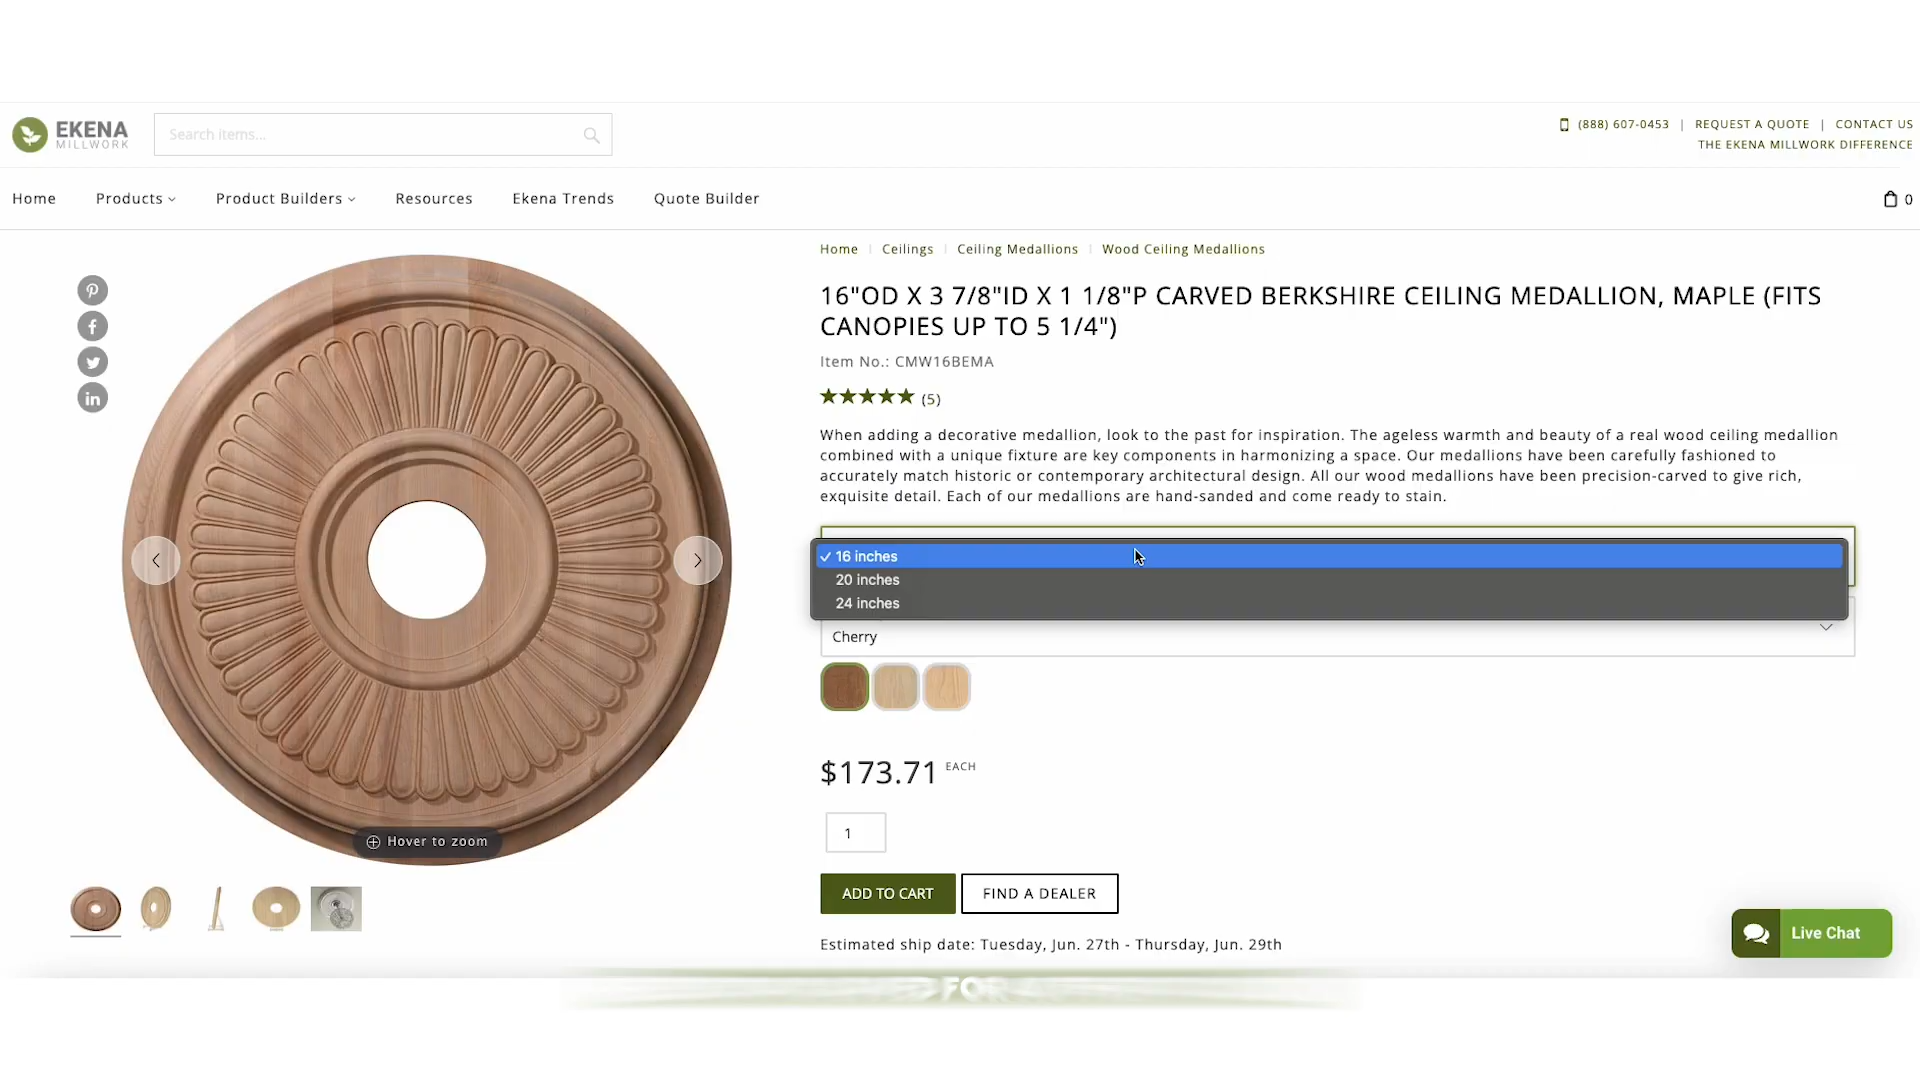 EKENA
MILLWORK
Search items...
(888) 607-0453 | REQUEST A QUOTE | CONTACT US
THE EKENA MILLWORK DIFFERENCE
Home Products Product Builders Resources Ekena Trends Quote Builder
0
Home | Ceilings | Ceiling Medallions | Wood Ceiling Medallions
16"OD X 3 7/8"ID X 1 1/8"P CARVED BERKSHIRE CEILING MEDALLION, MAPLE (FITS
CANOPIES UP TO 5 1/4")
Item No.: CMW16BEMA
★★★★★ (5)
When adding a decorative medallion, look to the past for inspiration. The ageless warmth and beauty of a real wood ceiling medallion
combined with a unique fixture are key components in harmonizing a space. Our medallions have been carefully fashioned to
accurately match historic or contemporary architectural design. All our wood medallions have been precision-carved to give rich,
exquisite detail. Each of our medallions are hand-sanded and come ready to stain.
✓ 16 inches
20 inches
24 inches
Cherry
$173.71 EACH
1
Hover to zoom
ADD TO CART
FIND A DEALER
Estimated ship date: Tuesday, Jun. 27th - Thursday, Jun. 29th
Live Chat
FOR